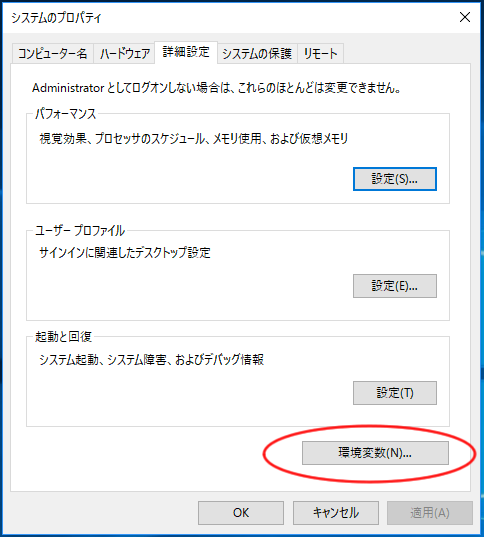 システムのプロパティ
コンピューター名 ハードウェア 詳細設定 システムの保護 リモート
Administrator としてログオンしない場合は、これらのほとんどは変更できません。
パフォーマンス
視覚効果、プロセッサのスケジュール、メモリ使用、および仮想メモリ
設定(S)...
ユーザー プロファイル
サインインに関連したデスクトップ設定
設定(E)...
起動と回復
システム起動、システム障害、およびデバッグ情報
設定(T)
環境変数(N)...
OK キャンセル 適用(A)